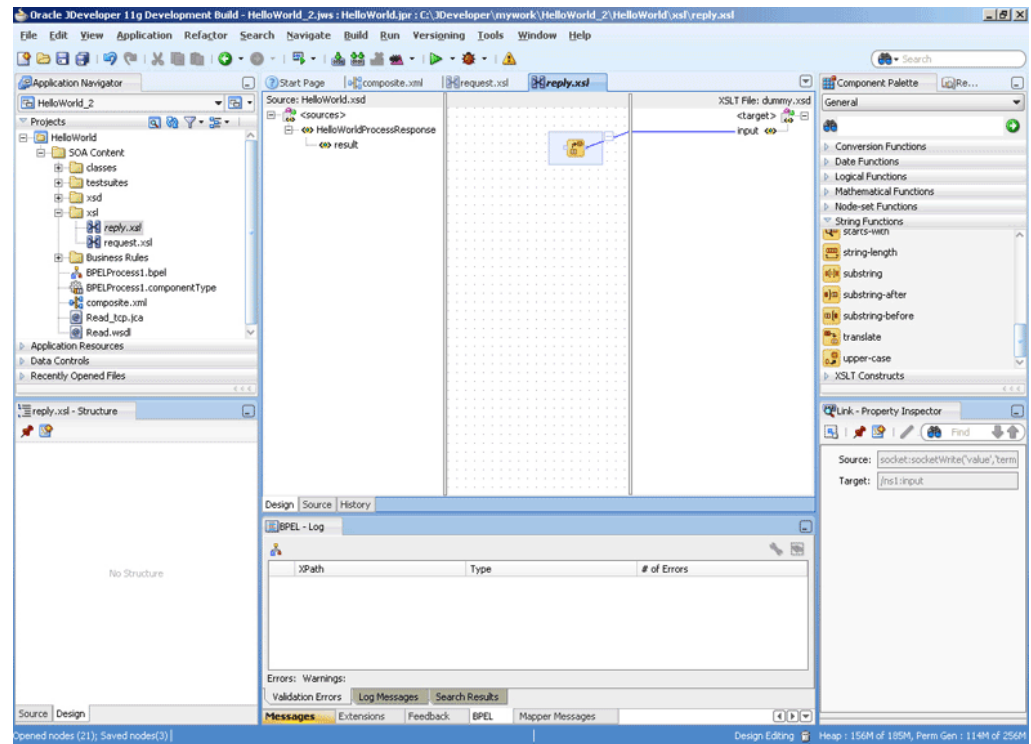 Oracle JDeveloper 11g Development Build - HelloWorld_2.jws : HelloWorld.jpr : C:\JDeveloper\mywork\HelloWorld_2\HelloWorld\xsl\reply.xsl
File Edit View Application Refactor Search Navigate Build Run Versioning Tools Window Help
Search
Application Navigator
HelloWorld_2
Projects
HelloWorld
SOA Content
classes
testsuites
xsd
xsl
reply.xsl
request.xsl
Business Rules
BPELProcess1.bpel
BPELProcess1.componentType
composite.xml
Read_tcp.jca
Read.wsdl
Application Resources
Data Controls
Recently Opened Files
reply.xsl - Structure
No Structure
Source Design
Start Page composite.xml request.xsl reply.xsl
Source: HelloWorld.xsd XSLT File: dummy.xsd
<sources> <target>
HelloWorldProcessResponse input
result
Design Source History
BPEL - Log
XPath Type # of Errors
Errors: Warnings:
Validation Errors Log Messages Search Results
Messages Extensions Feedback BPEL Mapper Messages
Component Palette Re...
General
Conversion Functions
Date Functions
Logical Functions
Mathematical Functions
Node-set Functions
String Functions
starts-with
string-length
substring
substring-after
substring-before
translate
upper-case
XSLT Constructs
Link - Property Inspector
Find
Source: socket:socketWrite('value','term
Target: /ns1:input
Opened nodes (21); Saved nodes(3) Design Editing Heap : 156M of 185M, Perm Gen : 114M of 256M